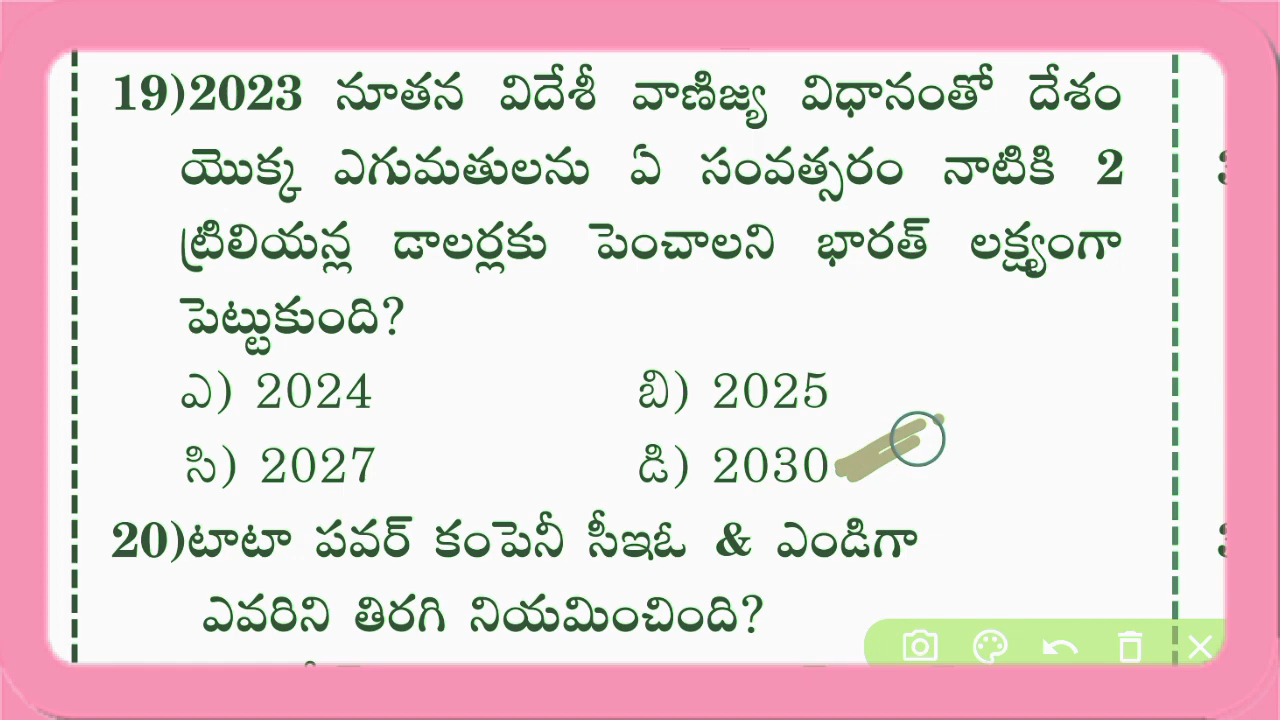 19)2023 నూతన విదేశీ వాణిజ్య విధానంతో దేశం
యొక్క ఎగుమతులను ఏ సంవత్సరం నాటికి 2
ట్రిలియన్ల డాలర్లకు పెంచాలని భారత్ లక్ష్యంగా
పెట్టుకుంది?
ఎ) 2024 బి) 2025
సి) 2027 డి) 2030
20)టాటా పవర్ కంపెనీ సీఇఓ & ఎండిగా
ఎవరిని తిరగి నియమించింది?